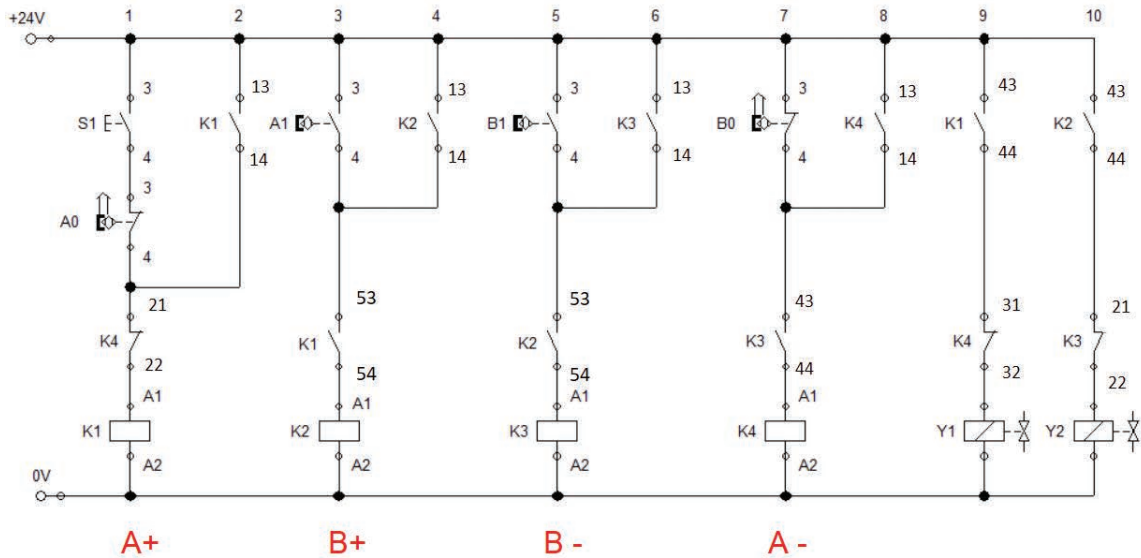 +24V 1 2 3 4 5 6 7 8 9 10
3 13 3 13 3 13 3 13 43 43
S1 K1 A1 K2 B1 K3 B0 K4 K1 K2
4 14 4 14 4 14 4 14 44 44
3
A0
4
21 53 53 43 31 21
K4 K1 K2 K3 K4 K3
22 54 54 44 32 22
A1 A1 A1 A1
K1 K2 K3 K4 Y1 Y2
A2 A2 A2 A2
0V
A+ B+ B - A -